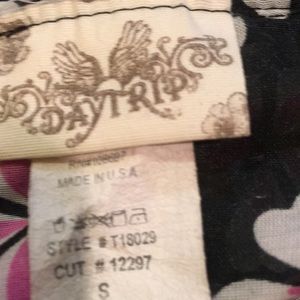 DAYTRIP
MADE IN U.S.A.
STYLE # T18029
CUT # 12297
S